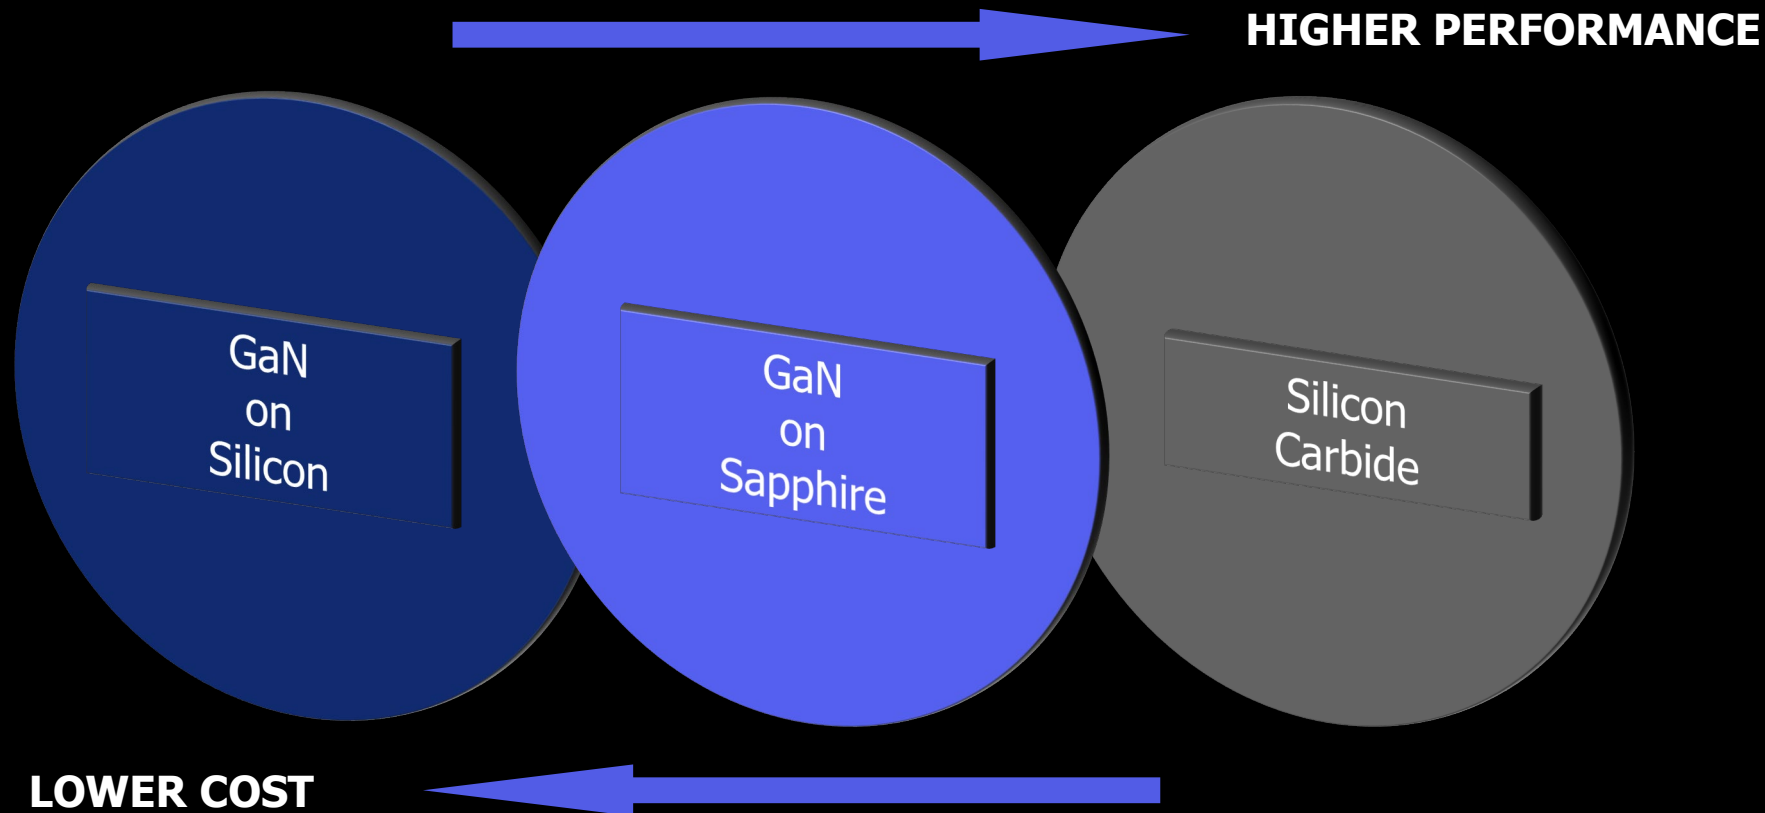 HIGHER PERFORMANCE
GaN
on
Silicon
GaN
on
Sapphire
Silicon
Carbide
LOWER COST